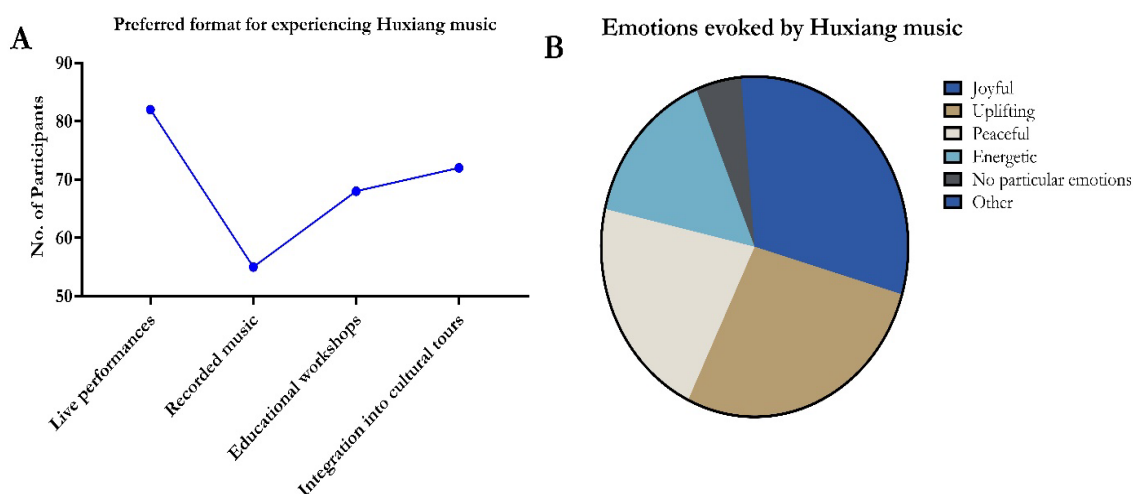 A
Preferred format for experiencing Huxiang music
No. of Participants
90
80
70
60
50
Live performances
Recorded music
Educational workshops
Integration into cultural tours
B
Emotions evoked by Huxiang music
Joyful
Uplifting
Peaceful
Energetic
No particular emotions
Other